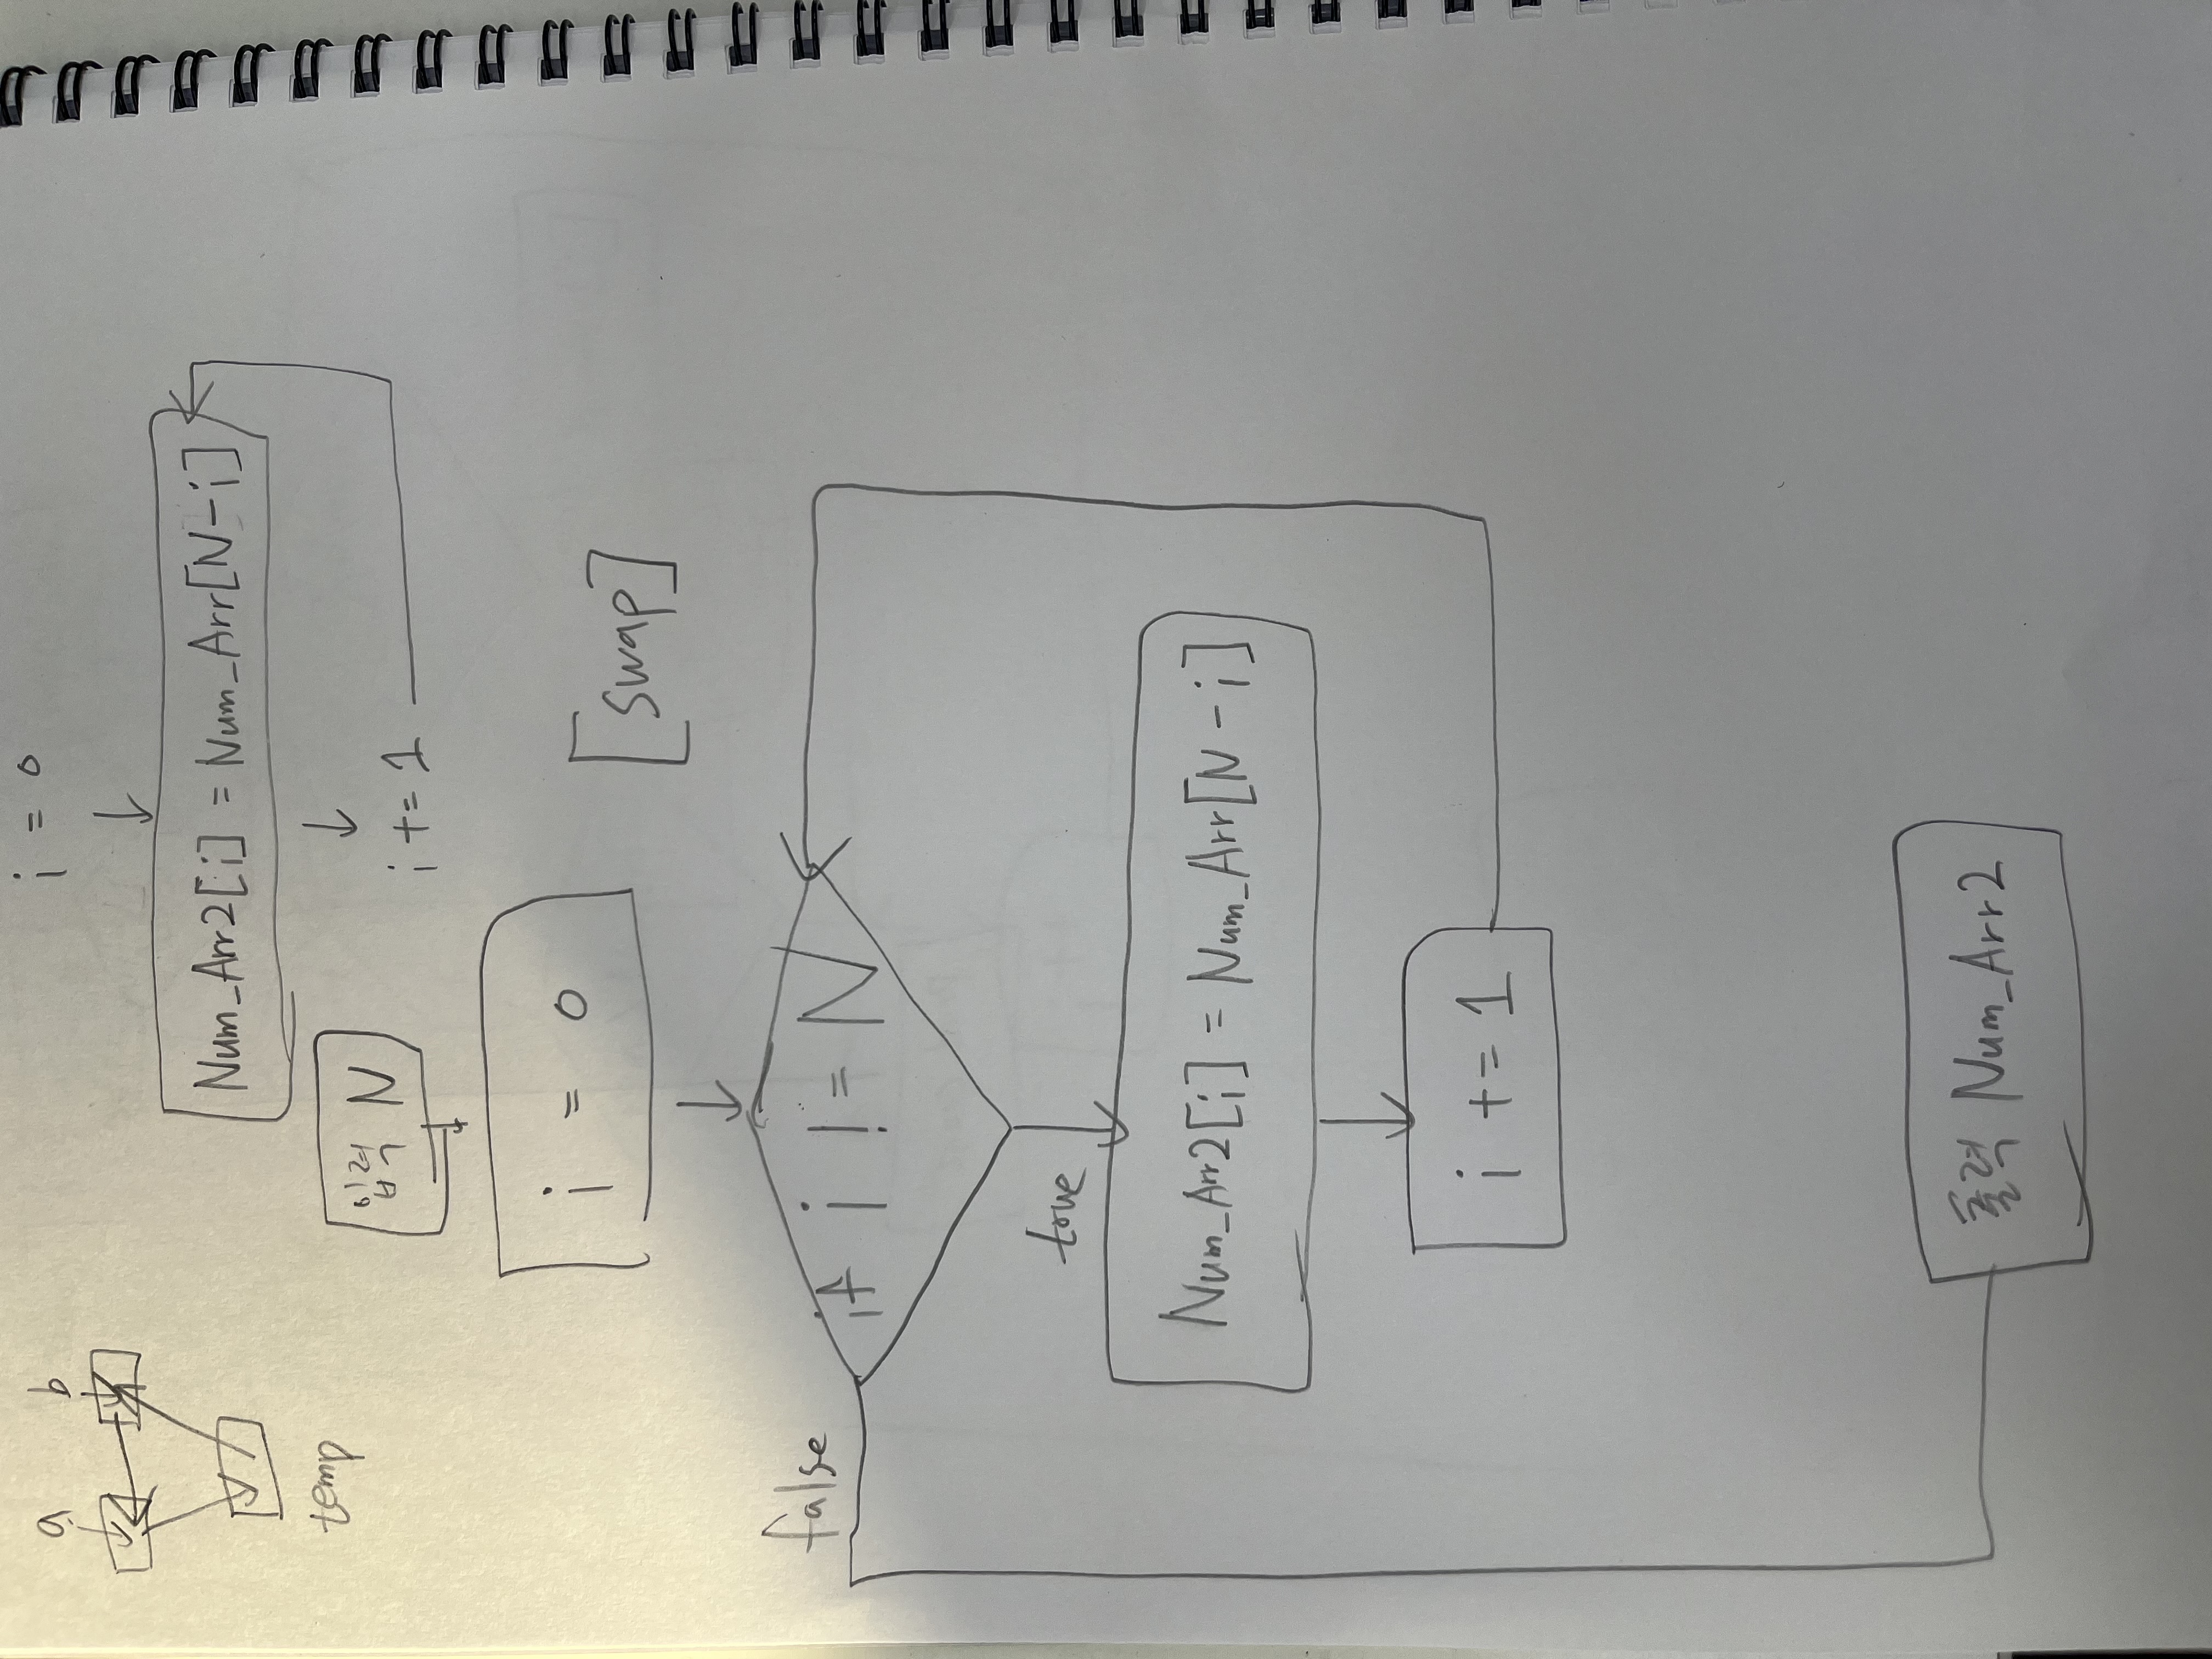 a b
temp
i = 0
Num_Arr2[i] = Num_Arr[N-i]
i += 1
입력 N
i = 0
[swap]
if i != N
false
true
Num_Arr2[i] = Num_Arr[N-i]
i += 1
출력 Num_Arr2